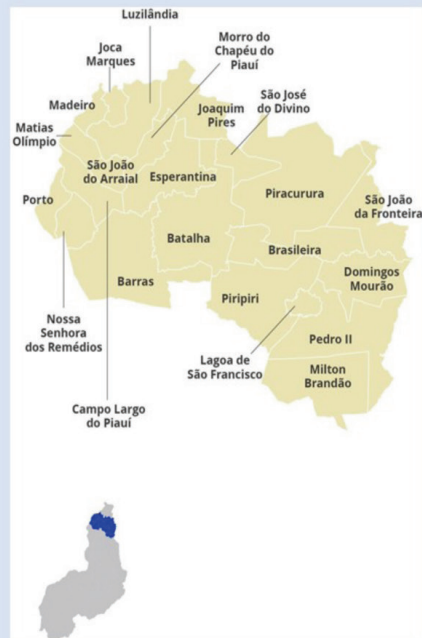 Luzilândia
Morro do
Chapéu do
Piauí
Joca
Marques
São José
do Divino
Madeiro
Joaquim
Pires
Matias
Olímpio
São João
do Arraial
Esperantina
Piracurura
São João
da Fronteira
Porto
Batalha
Brasileira
Domingos
Mourão
Barras
Piripiri
Nossa
Senhora
dos Remédios
Pedro II
Lagoa de
São Francisco
Milton
Brandão
Campo Largo
do Piauí